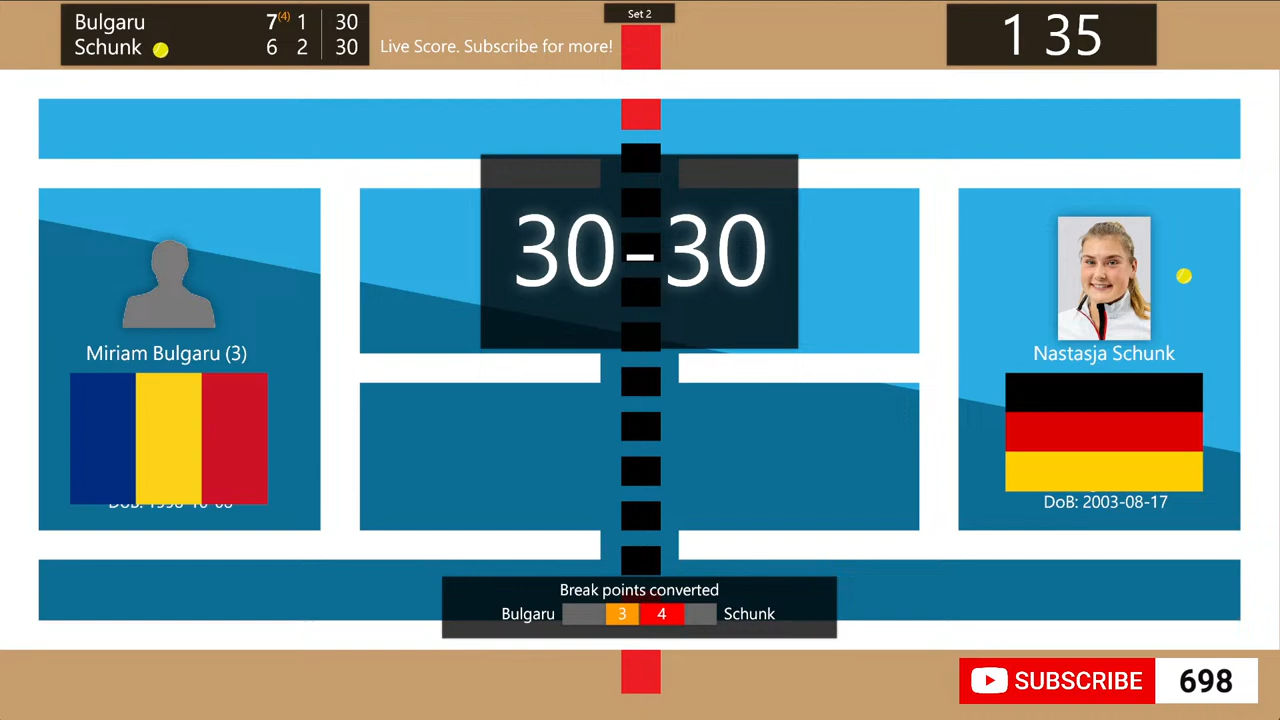 Bulgaru 7(4) 1 30
Schunk 6 2 30
Live Score. Subscribe for more!
Set 2
1 35
30-30
Miriam Bulgaru (3)
Nastasja Schunk
DoB: 2003-08-17
Break points converted
Bulgaru 3 4 Schunk
SUBSCRIBE 698